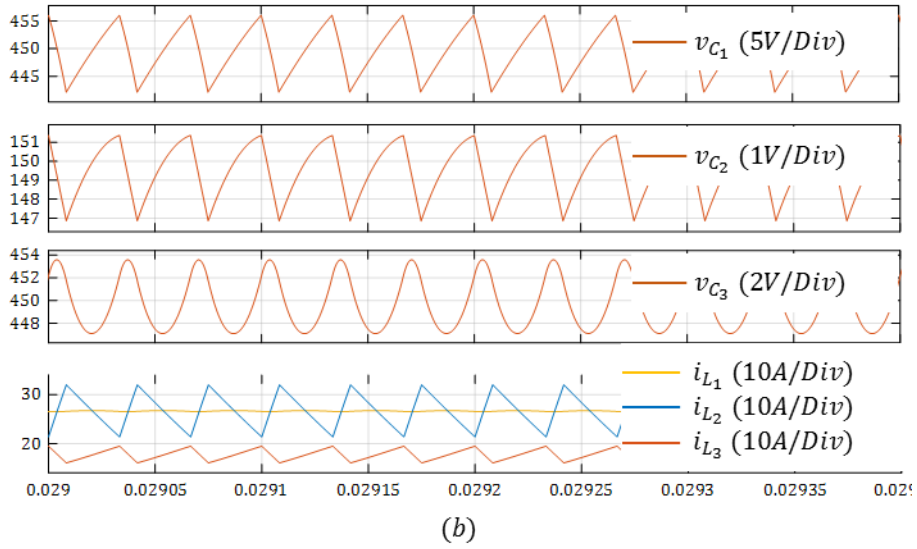 455
450
445
v_{C_1} (5V/Div)
151
150
149
148
147
v_{C_2} (1V/Div)
454
452
450
448
v_{C_3} (2V/Div)
30
20
i_{L_1} (10A/Div)
i_{L_2} (10A/Div)
i_{L_3} (10A/Div)
0.029 0.02905 0.0291 0.02915 0.0292 0.02925 0.0293 0.02935
(b)